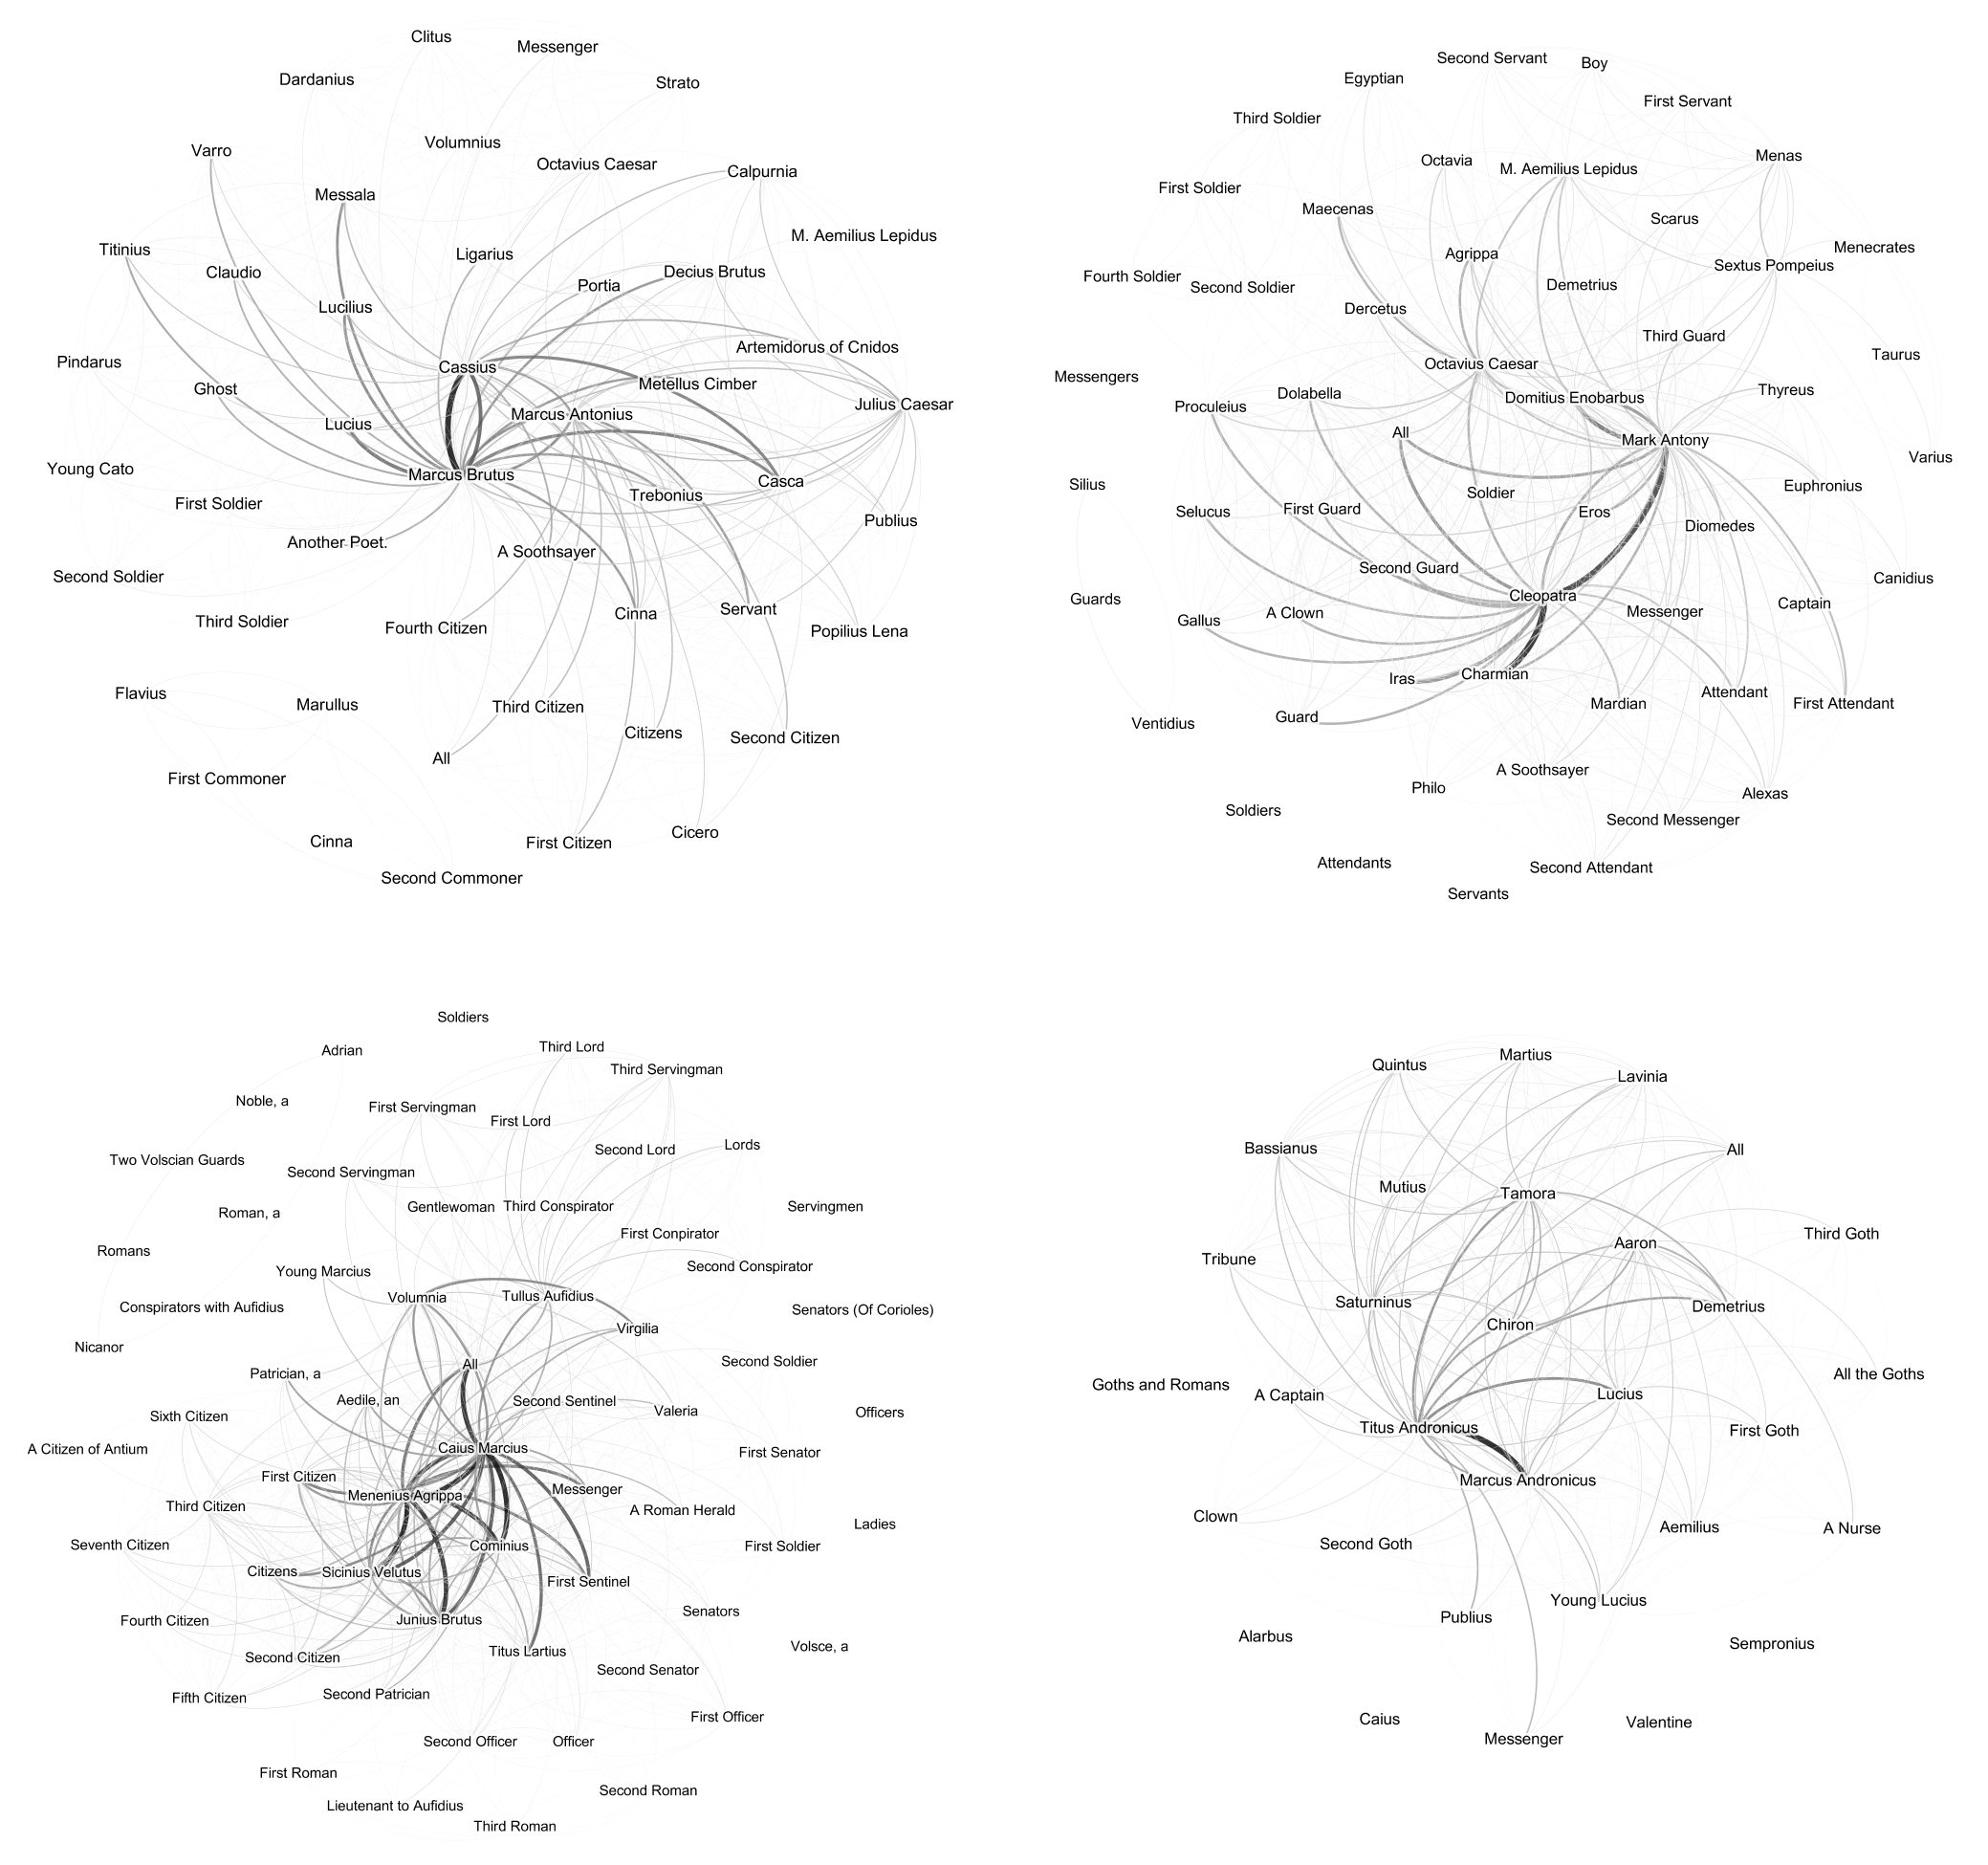 Clitus
Messenger
Dardanius
Strato
Volumnius
Varro
Octavius Caesar
Calpurnia
Messala
M. Aemilius Lepidus
Titinius
Ligarius
Claudio
Decius Brutus
Portia
Lucilius
Artemidorus of Cnidos
Pindarus
Cassius
Metellus Cimber
Ghost
Julius Caesar
Marcus Antonius
Lucius
Young Cato
Marcus Brutus
Casca
Trebonius
First Soldier
Publius
Another Poet.
A Soothsayer
Second Soldier
Servant
Cinna
Third Soldier
Fourth Citizen
Popilius Lena
Flavius
Marullus
Third Citizen
Citizens
Second Citizen
All
First Commoner
Cicero
Cinna
First Citizen
Second Commoner
Second Servant
Boy
Egyptian
First Servant
Third Soldier
Menas
Octavia
M. Aemilius Lepidus
First Soldier
Maecenas
Scarus
Menecrates
Agrippa
Sextus Pompeius
Fourth Soldier
Second Soldier
Demetrius
Dercetus
Third Guard
Taurus
Octavius Caesar
Messengers
Dolabella
Domitius Enobarbus
Thyreus
Proculeius
All
Mark Antony
Varius
Silius
Soldier
Euphronius
Selucus
First Guard
Eros
Diomedes
Second Guard
Canidius
Guards
Cleopatra
Captain
Gallus
A Clown
Messenger
Iras
Charmian
Mardian
Attendant
First Attendant
Guard
Ventidius
A Soothsayer
Philo
Alexas
Soldiers
Second Messenger
Attendants
Second Attendant
Servants
Soldiers
Adrian
Third Lord
Third Servingman
Noble, a
First Servingman
First Lord
Second Lord
Lords
Two Volscian Guards
Second Servingman
Gentlewoman
Third Conspirator
Servingmen
Roman, a
First Conpirator
Romans
Second Conspirator
Young Marcius
Volumnia
Tullus Aufidius
Conspirators with Aufidius
Senators (Of Corioles)
Virgilia
Nicanor
Second Soldier
All
Patrician, a
Aedile, an
Second Sentinel
Valeria
Officers
Sixth Citizen
A Citizen of Antium
Caius Marcius
First Senator
First Citizen
Menenius Agrippa
Messenger
Third Citizen
A Roman Herald
Ladies
Seventh Citizen
Cominius
First Soldier
Citizens
Sicinius Velutus
First Sentinel
Fourth Citizen
Junius Brutus
Senators
Titus Lartius
Volsce, a
Second Citizen
Second Senator
Fifth Citizen
Second Patrician
First Officer
Second Officer
Officer
First Roman
Second Roman
Lieutenant to Aufidius
Third Roman
Quintus
Martius
Lavinia
Bassianus
All
Mutius
Tamora
Third Goth
Aaron
Tribune
Saturninus
Demetrius
Chiron
All the Goths
Goths and Romans
A Captain
Lucius
Titus Andronicus
First Goth
Marcus Andronicus
Clown
Aemilius
A Nurse
Second Goth
Young Lucius
Publius
Alarbus
Sempronius
Caius
Valentine
Messenger